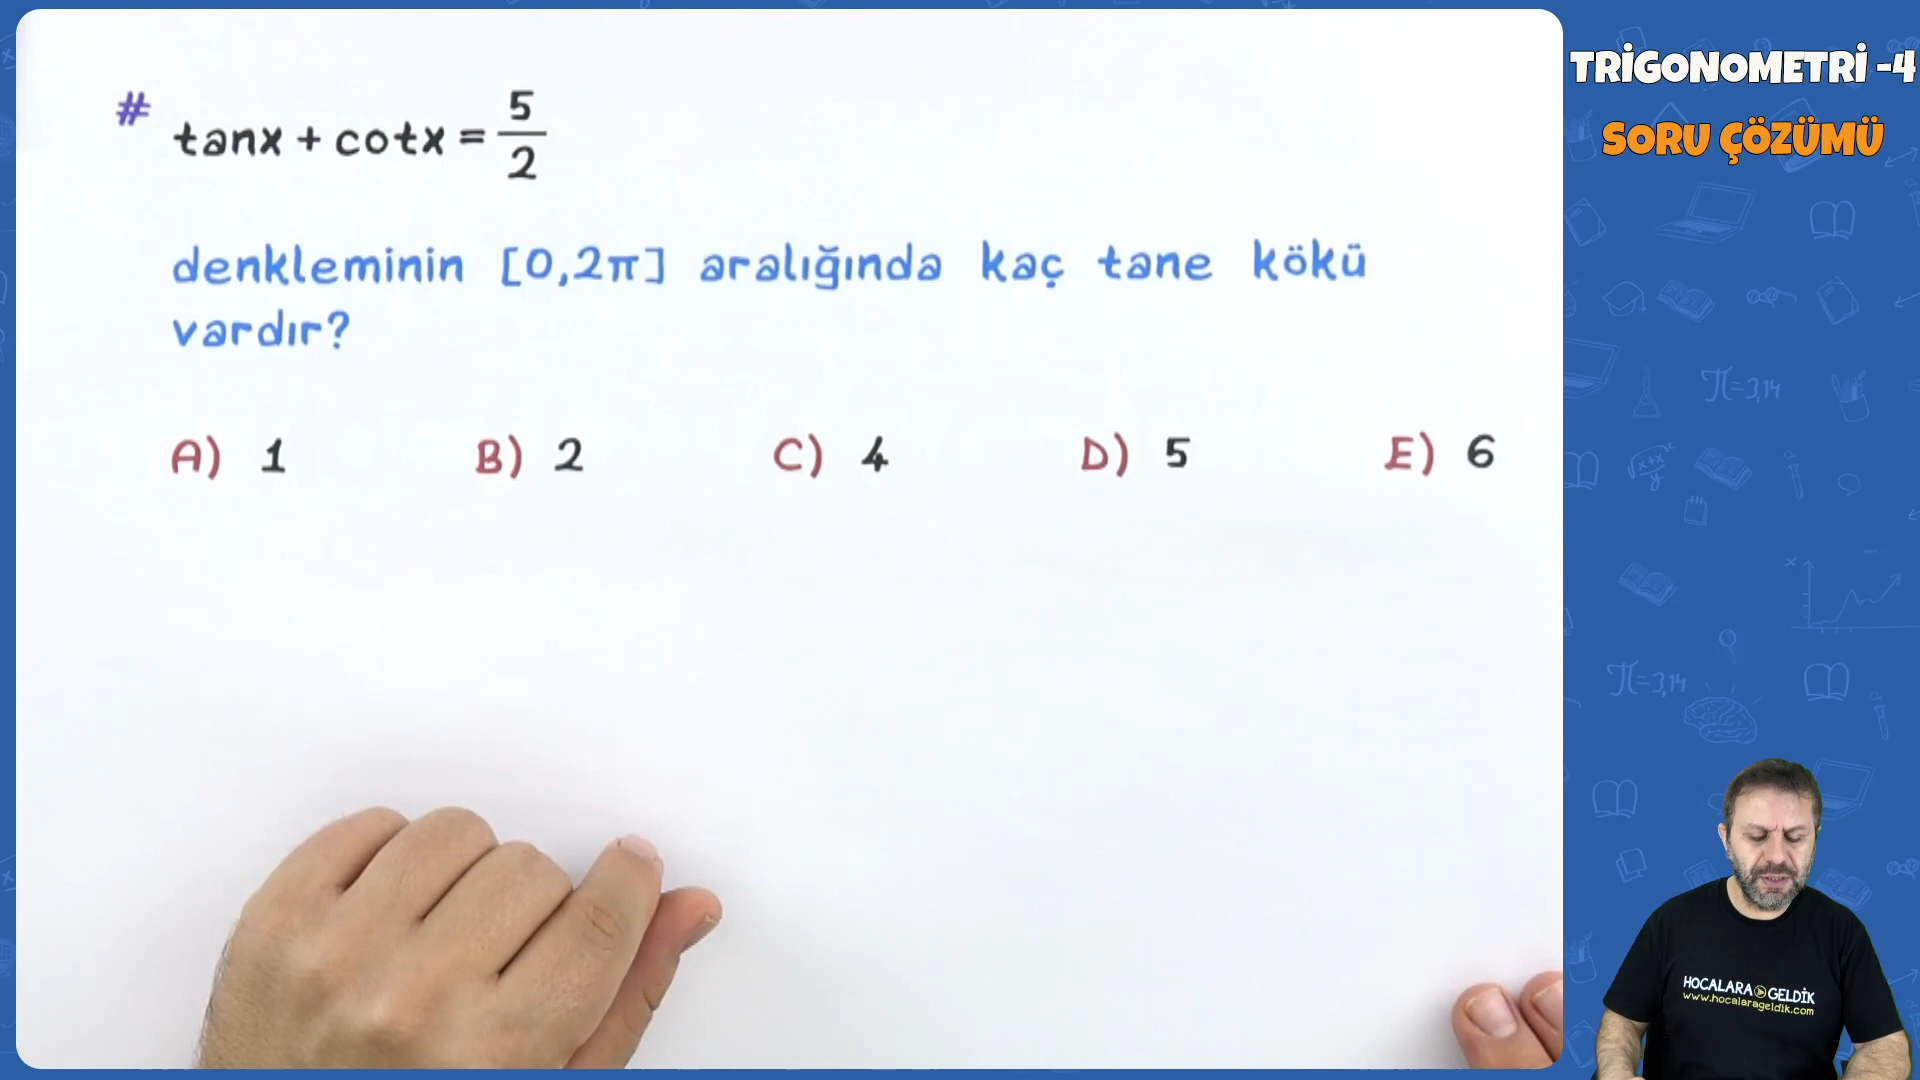 TRİGONOMETRİ -4
SORU ÇÖZÜMÜ
# tanx + cotx = 5/2
denkleminin [0,2π] aralığında kaç tane kökü
vardır?
A) 1 B) 2 C) 4 D) 5 E) 6
π=3,14
π=3,14
HOCALARA GELDİK
www.hocalarageldik.com